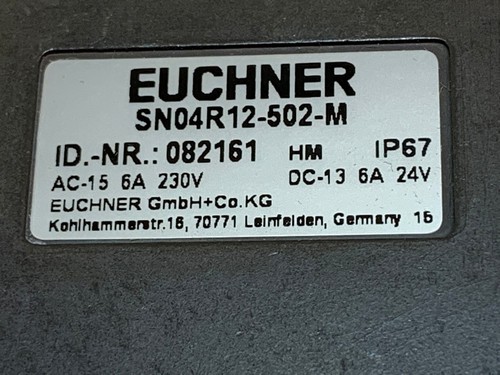 EUCHNER
SN04R12-502-M
ID.-NR.: 082161 HM IP67
AC-15 6A 230V DC-13 6A 24V
EUCHNER GmbH+Co.KG
Kohlhammerstr.16, 70771 Leinfelden, Germany 15